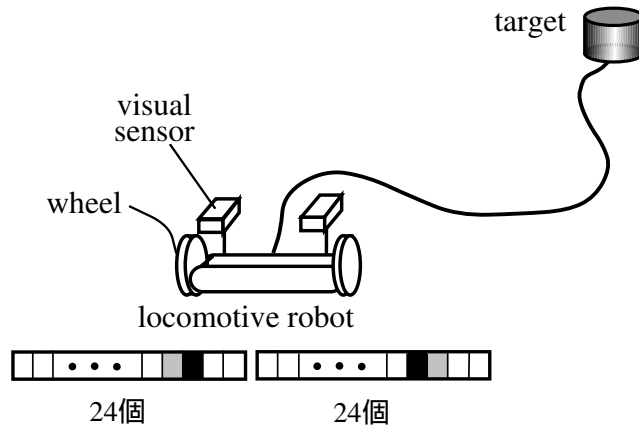 target
visual
sensor
wheel
locomotive robot
24個
24個